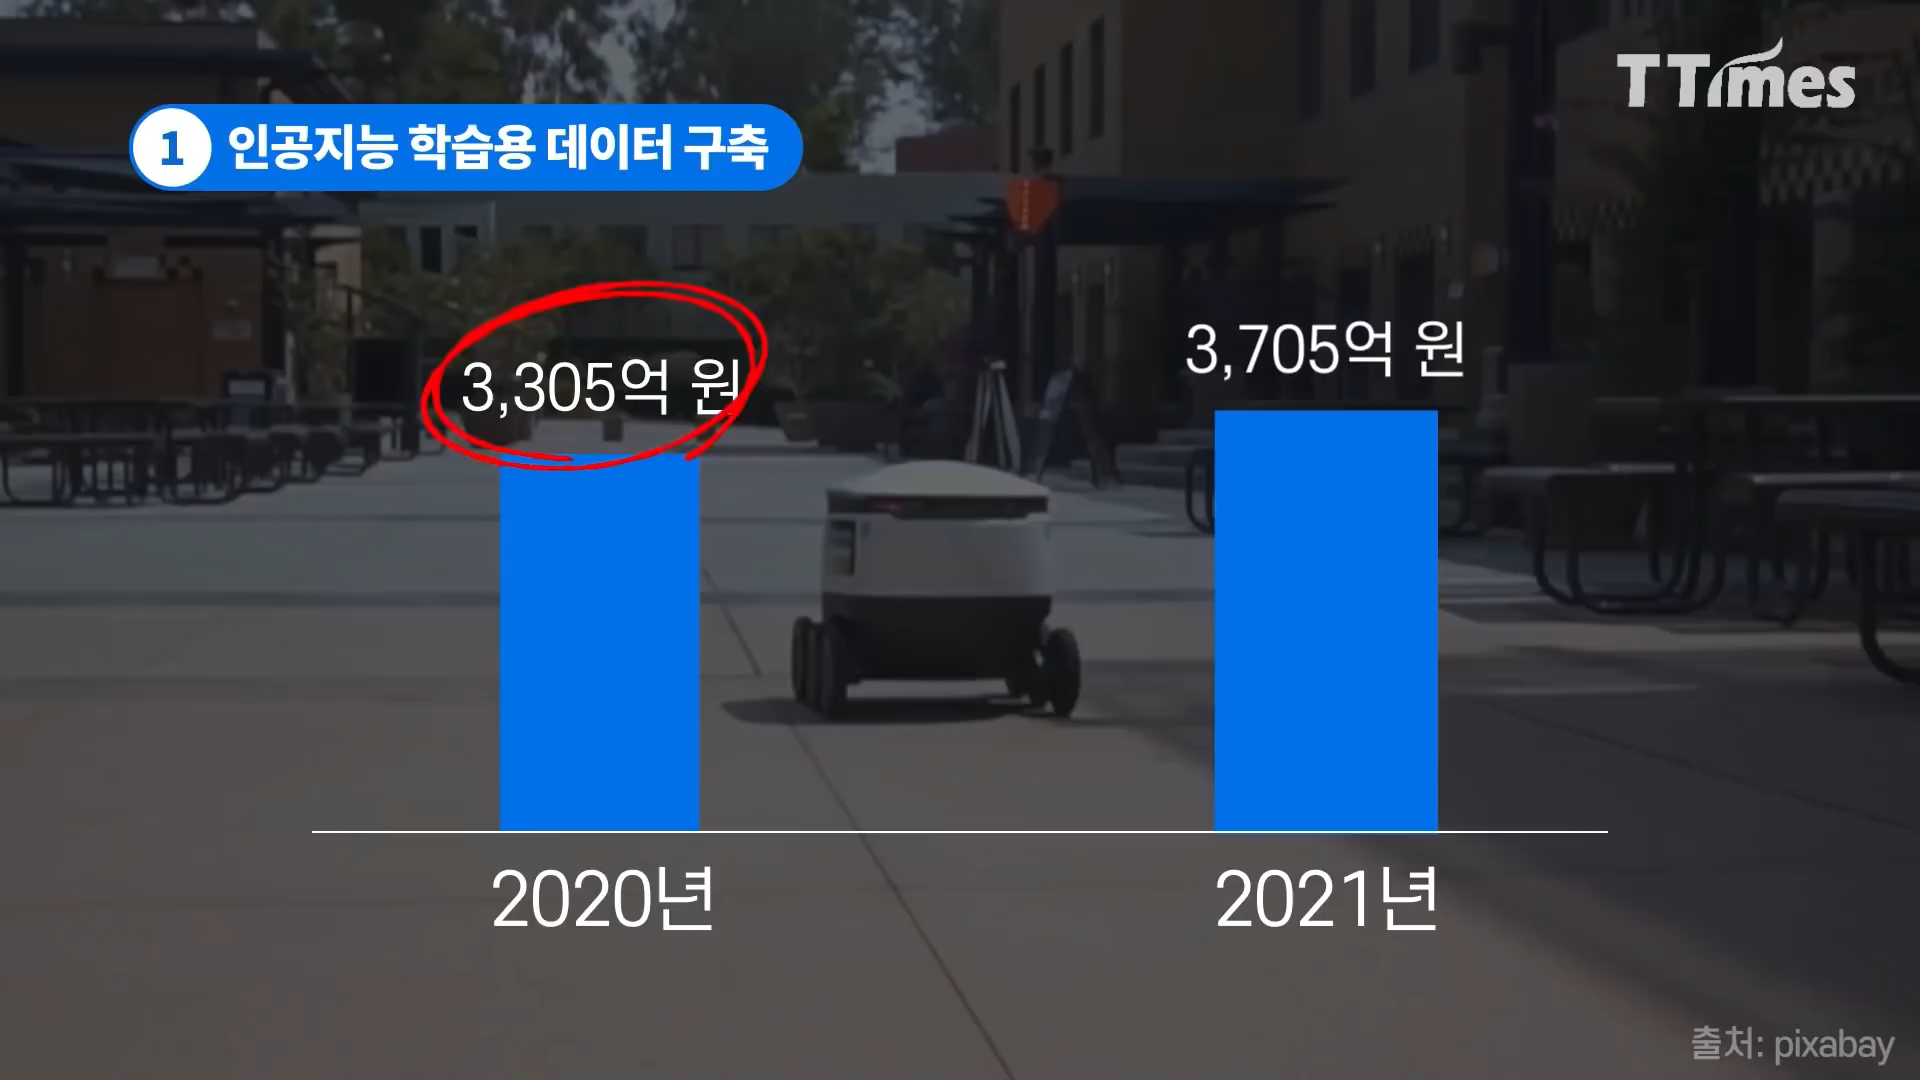 TTimes
1 인공지능 학습용 데이터 구축
3,305억 원
3,705억 원
2020년
2021년
출처: pixabay